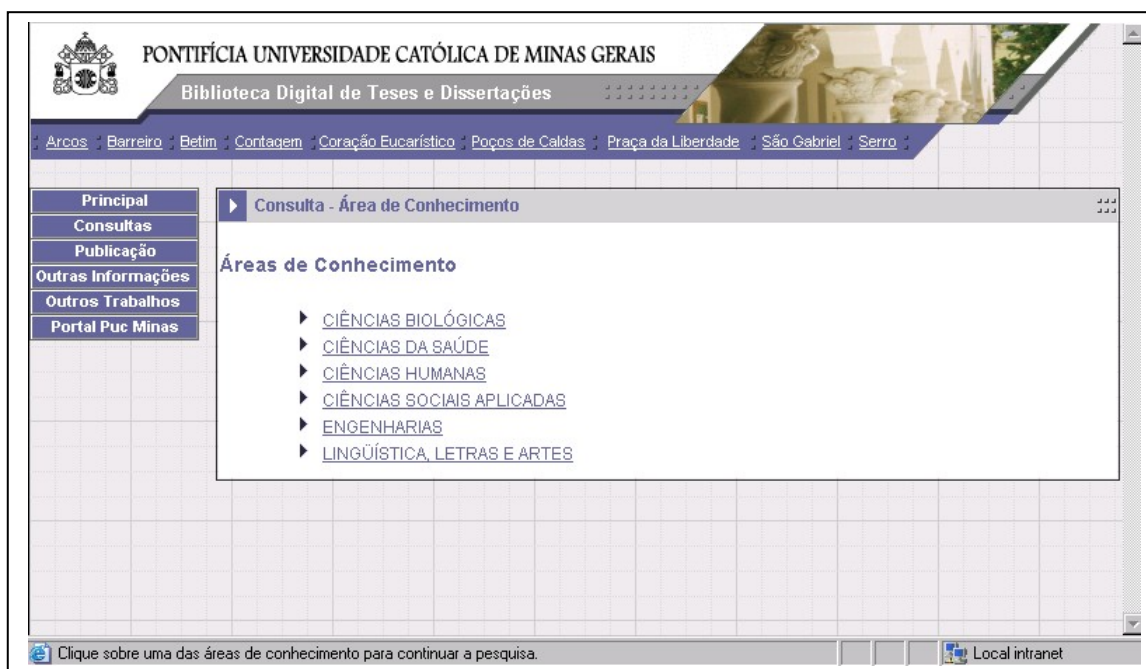 PONTIFÍCIA UNIVERSIDADE CATÓLICA DE MINAS GERAIS
Biblioteca Digital de Teses e Dissertações
Arcos Barreiro Betim Contagem Coração Eucarístico Poços de Caldas Praça da Liberdade São Gabriel Serro
Principal
Consultas
Publicação
Outras Informações
Outros Trabalhos
Portal Puc Minas
Consulta - Área de Conhecimento
Áreas de Conhecimento
CIÊNCIAS BIOLÓGICAS
CIÊNCIAS DA SAÚDE
CIÊNCIAS HUMANAS
CIÊNCIAS SOCIAIS APLICADAS
ENGENHARIAS
LINGÜÍSTICA, LETRAS E ARTES
Clique sobre uma das áreas de conhecimento para continuar a pesquisa.
Local intranet